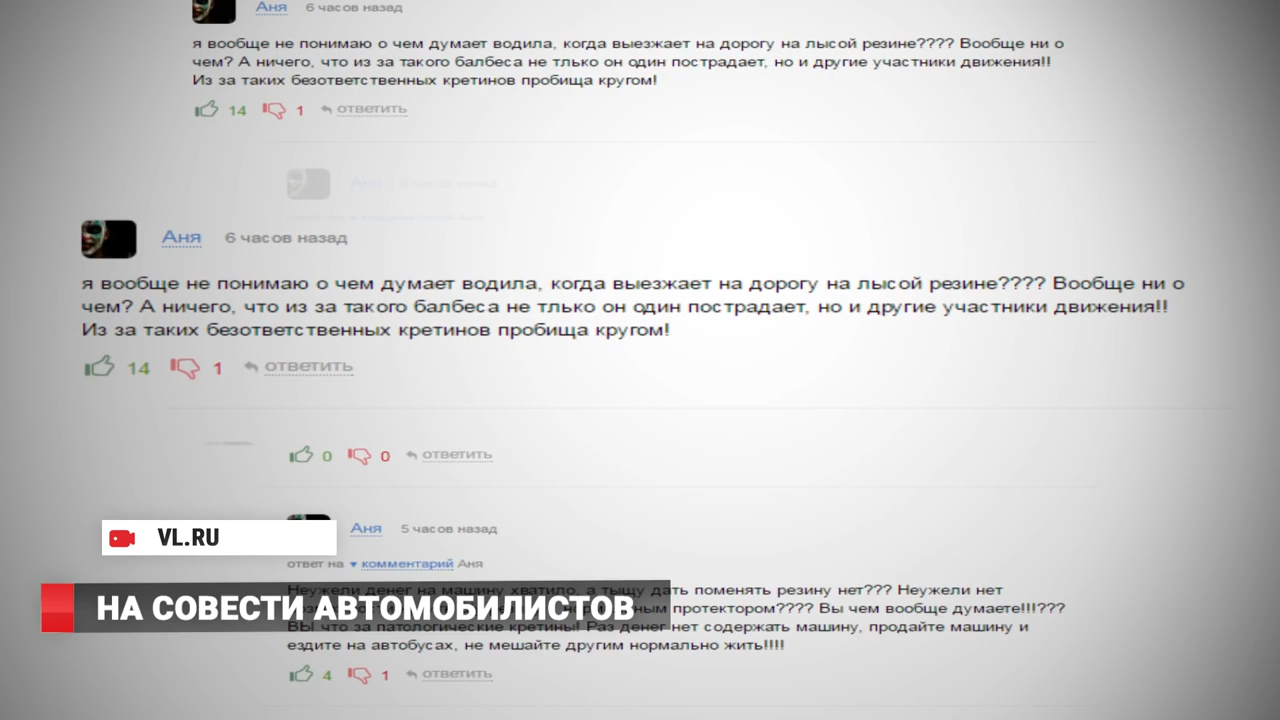 Аня 6 часов назад
я вообще не понимаю о чем думает водила, когда выезжает на дорогу на лысой резине???? Вообще ни о
чем? А ничего, что из за такого балбеса не тлько он один пострадает, но и другие участники движения!!
Из за таких безответственных кретинов пробища кругом!
14 1 ответить
Аня 6 часов назад
Аня 6 часов назад
я вообще не понимаю о чем думает водила, когда выезжает на дорогу на лысой резине???? Вообще ни о
чем? А ничего, что из за такого балбеса не тлько он один пострадает, но и другие участники движения!!
Из за таких безответственных кретинов пробища кругом!
14 1 ответить
0 0 ответить
Аня 5 часов назад
VL.RU
ответ на комментарий Аня
Неужели денег на машину хватило, а тыщу дать поменять резину нет??? Неужели нет
НА СОВЕСТИ АВТОМОБИЛИСТОВ
протектором???? Вы чем вообще думаете!!!???
ВЫ что за патологические кретины! Раз денег нет содержать машину, продайте машину и
ездите на автобусах, не мешайте другим нормально жить!!!!
4 1 ответить